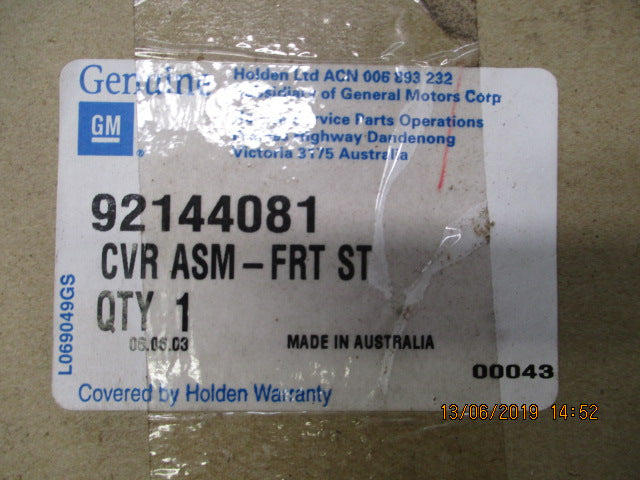 Genuine
GM
Holden Ltd ACN 006 893 232
Subsidiary of General Motors Corp
Service Parts Operations
Highway Dandenong
Victoria 3175 Australia
92144081
CVR ASM-FRT ST
QTY 1
06.06.03
MADE IN AUSTRALIA
00043
Covered by Holden Warranty
L069049GS
13/06/2019 14:52